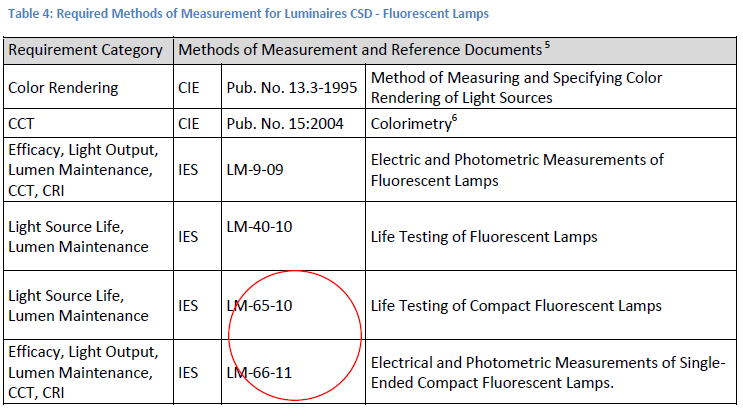 Table 4: Required Methods of Measurement for Luminaires CSD - Fluorescent Lamps
Requirement Category Methods of Measurement and Reference Documents 5
Color Rendering CIE Pub. No. 13.3-1995 Method of Measuring and Specifying Color
Rendering of Light Sources
CCT CIE Pub. No. 15:2004 Colorimetry6
Efficacy, Light Output,
Lumen Maintenance,
CCT, CRI
IES LM-9-09 Electric and Photometric Measurements of
Fluorescent Lamps
Light Source Life,
Lumen Maintenance
IES LM-40-10 Life Testing of Fluorescent Lamps
Light Source Life,
Lumen Maintenance
IES LM-65-10 Life Testing of Compact Fluorescent Lamps
Efficacy, Light Output,
Lumen Maintenance,
CCT, CRI
IES LM-66-11 Electrical and Photometric Measurements of Single-
Ended Compact Fluorescent Lamps.